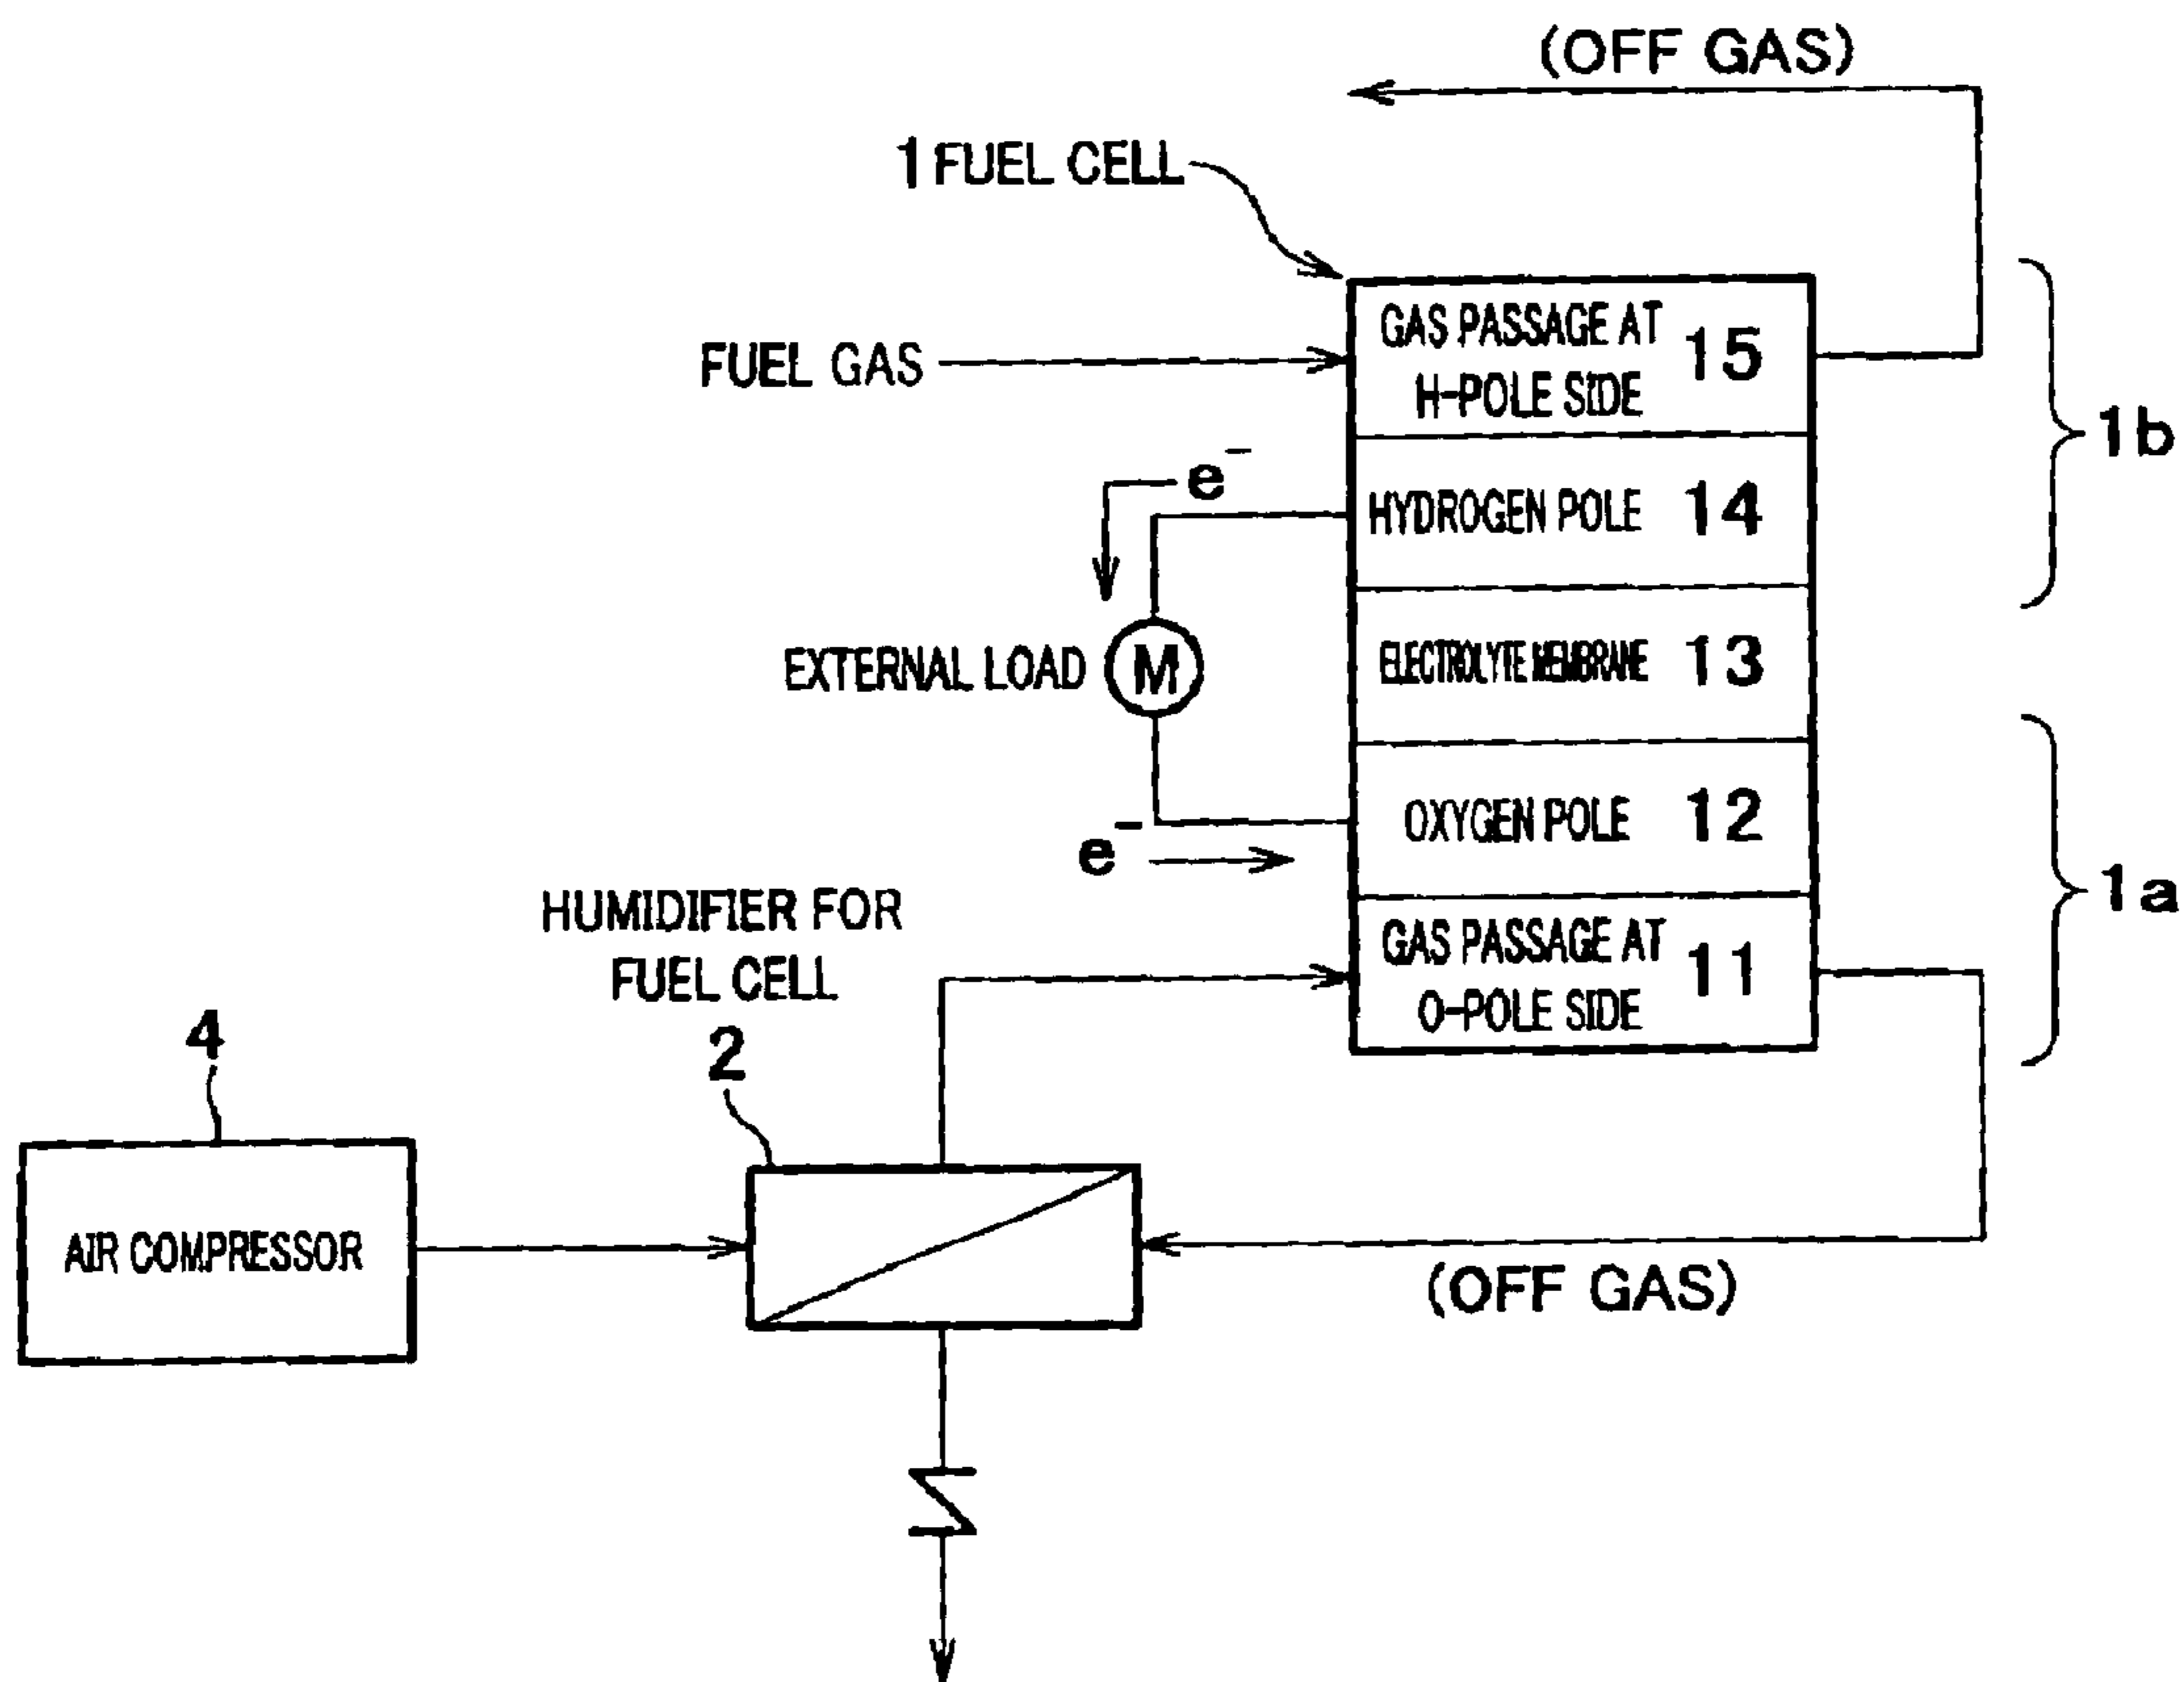 (OFF GAS)
1 FUEL CELL
FUEL GAS
GAS PASSAGE AT
H-POLE SIDE
15
1b
e⁻
HYDROGEN POLE 14
EXTERNAL LOAD
M
ELECTROLYTE MEMBRANE 13
OXYGEN POLE 12
e⁻
1a
HUMIDIFIER FOR
FUEL CELL
2
GAS PASSAGE AT
O-POLE SIDE
11
4
AIR COMPRESSOR
(OFF GAS)